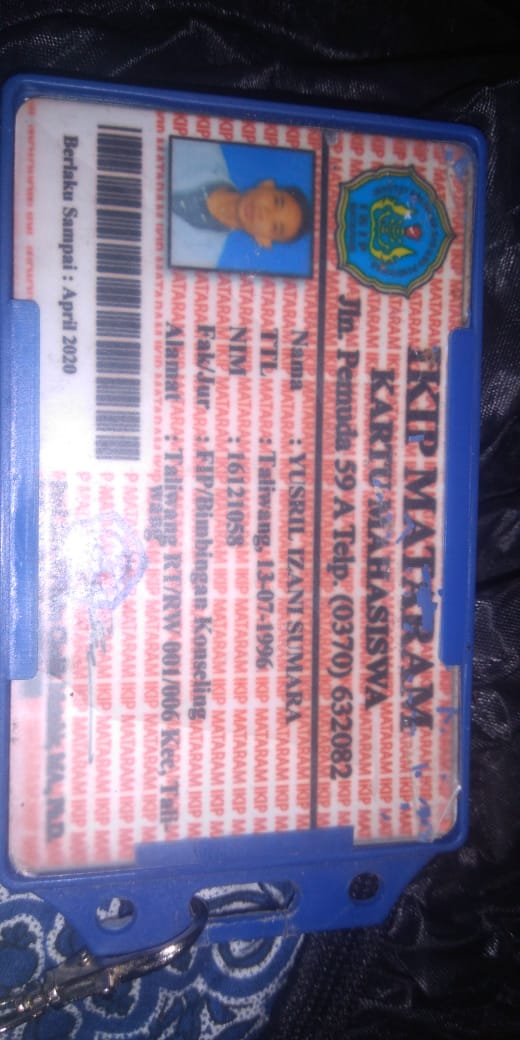 IKIP MATARAM
KARTU MAHASISWA
Jln. Pemuda 59 A Telp. (0370) 632082
Nama : YUSRIL IZANI SUMARA
TTL : Taliwang, 13-07-1996
NIM : 16121058
Fak/Jur : FIP/Bimbingan Konseling
Alamat : Taliwang RT/RW 001/006 Kec, Tali-
wang
Berlaku Sampai : April 2020